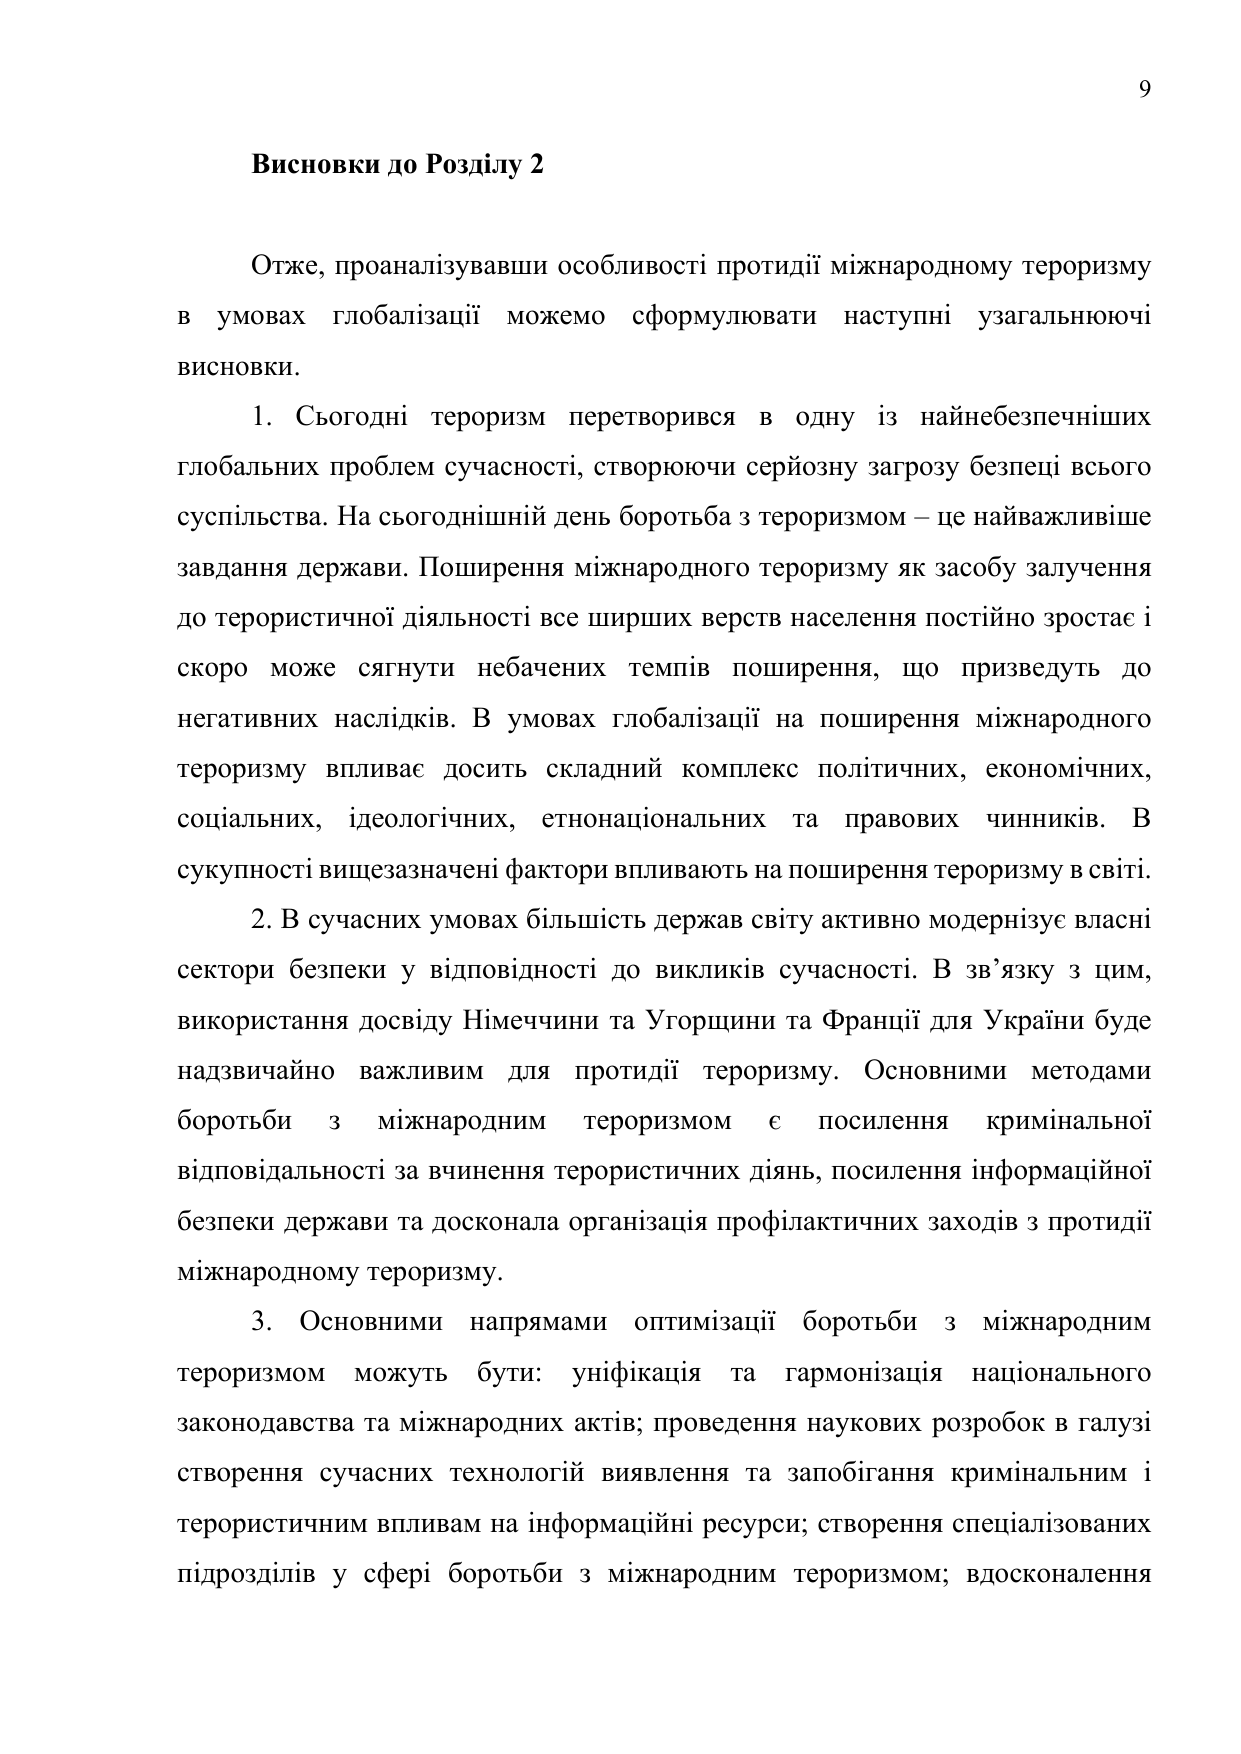 9
Висновки до Розділу 2
Отже, проаналізувавши особливості протидії міжнародному тероризму
в умовах глобалізації можемо сформулювати наступні узагальнюючі
висновки.
1. Сьогодні тероризм перетворився в одну із найнебезпечніших
глобальних проблем сучасності, створюючи серйозну загрозу безпеці всього
суспільства. На сьогоднішній день боротьба з тероризмом – це найважливіше
завдання держави. Поширення міжнародного тероризму як засобу залучення
до терористичної діяльності все ширших верств населення постійно зростає і
скоро може сягнути небачених темпів поширення, що призведуть до
негативних наслідків. В умовах глобалізації на поширення міжнародного
тероризму впливає досить складний комплекс політичних, економічних,
соціальних, ідеологічних, етнонаціональних та правових чинників. В
сукупності вищезазначені фактори впливають на поширення тероризму в світі.
2. В сучасних умовах більшість держав світу активно модернізує власні
сектори безпеки у відповідності до викликів сучасності. В зв’язку з цим,
використання досвіду Німеччини та Угорщини та Франції для України буде
надзвичайно важливим для протидії тероризму. Основними методами
боротьби з міжнародним тероризмом є посилення кримінальної
відповідальності за вчинення терористичних діянь, посилення інформаційної
безпеки держави та досконала організація профілактичних заходів з протидії
міжнародному тероризму.
3. Основними напрямами оптимізації боротьби з міжнародним
тероризмом можуть бути: уніфікація та гармонізація національного
законодавства та міжнародних актів; проведення наукових розробок в галузі
створення сучасних технологій виявлення та запобігання кримінальним і
терористичним впливам на інформаційні ресурси; створення спеціалізованих
підрозділів у сфері боротьби з міжнародним тероризмом; вдосконалення